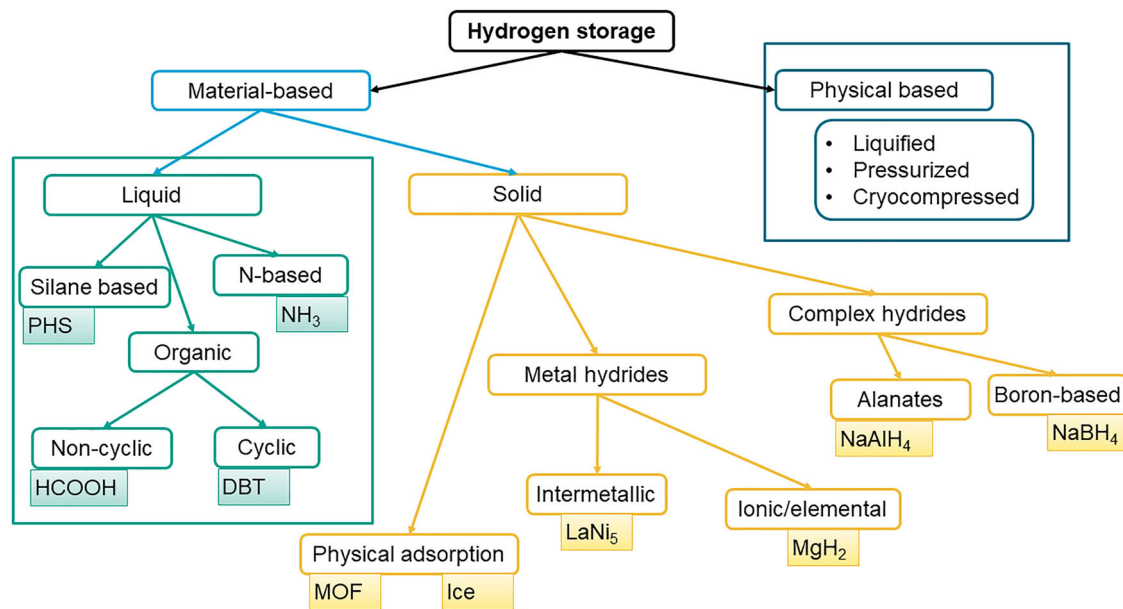 Hydrogen storage
Material-based
Physical based
• Liquified
• Pressurized
• Cryocompressed
Liquid
Solid
Silane based
PHS
N-based
NH₃
Organic
Non-cyclic
HCOOH
Cyclic
DBT
Physical adsorption
MOF
Ice
Metal hydrides
Intermetallic
LaNi₅
Ionic/elemental
MgH₂
Complex hydrides
Alanates
NaAlH₄
Boron-based
NaBH₄